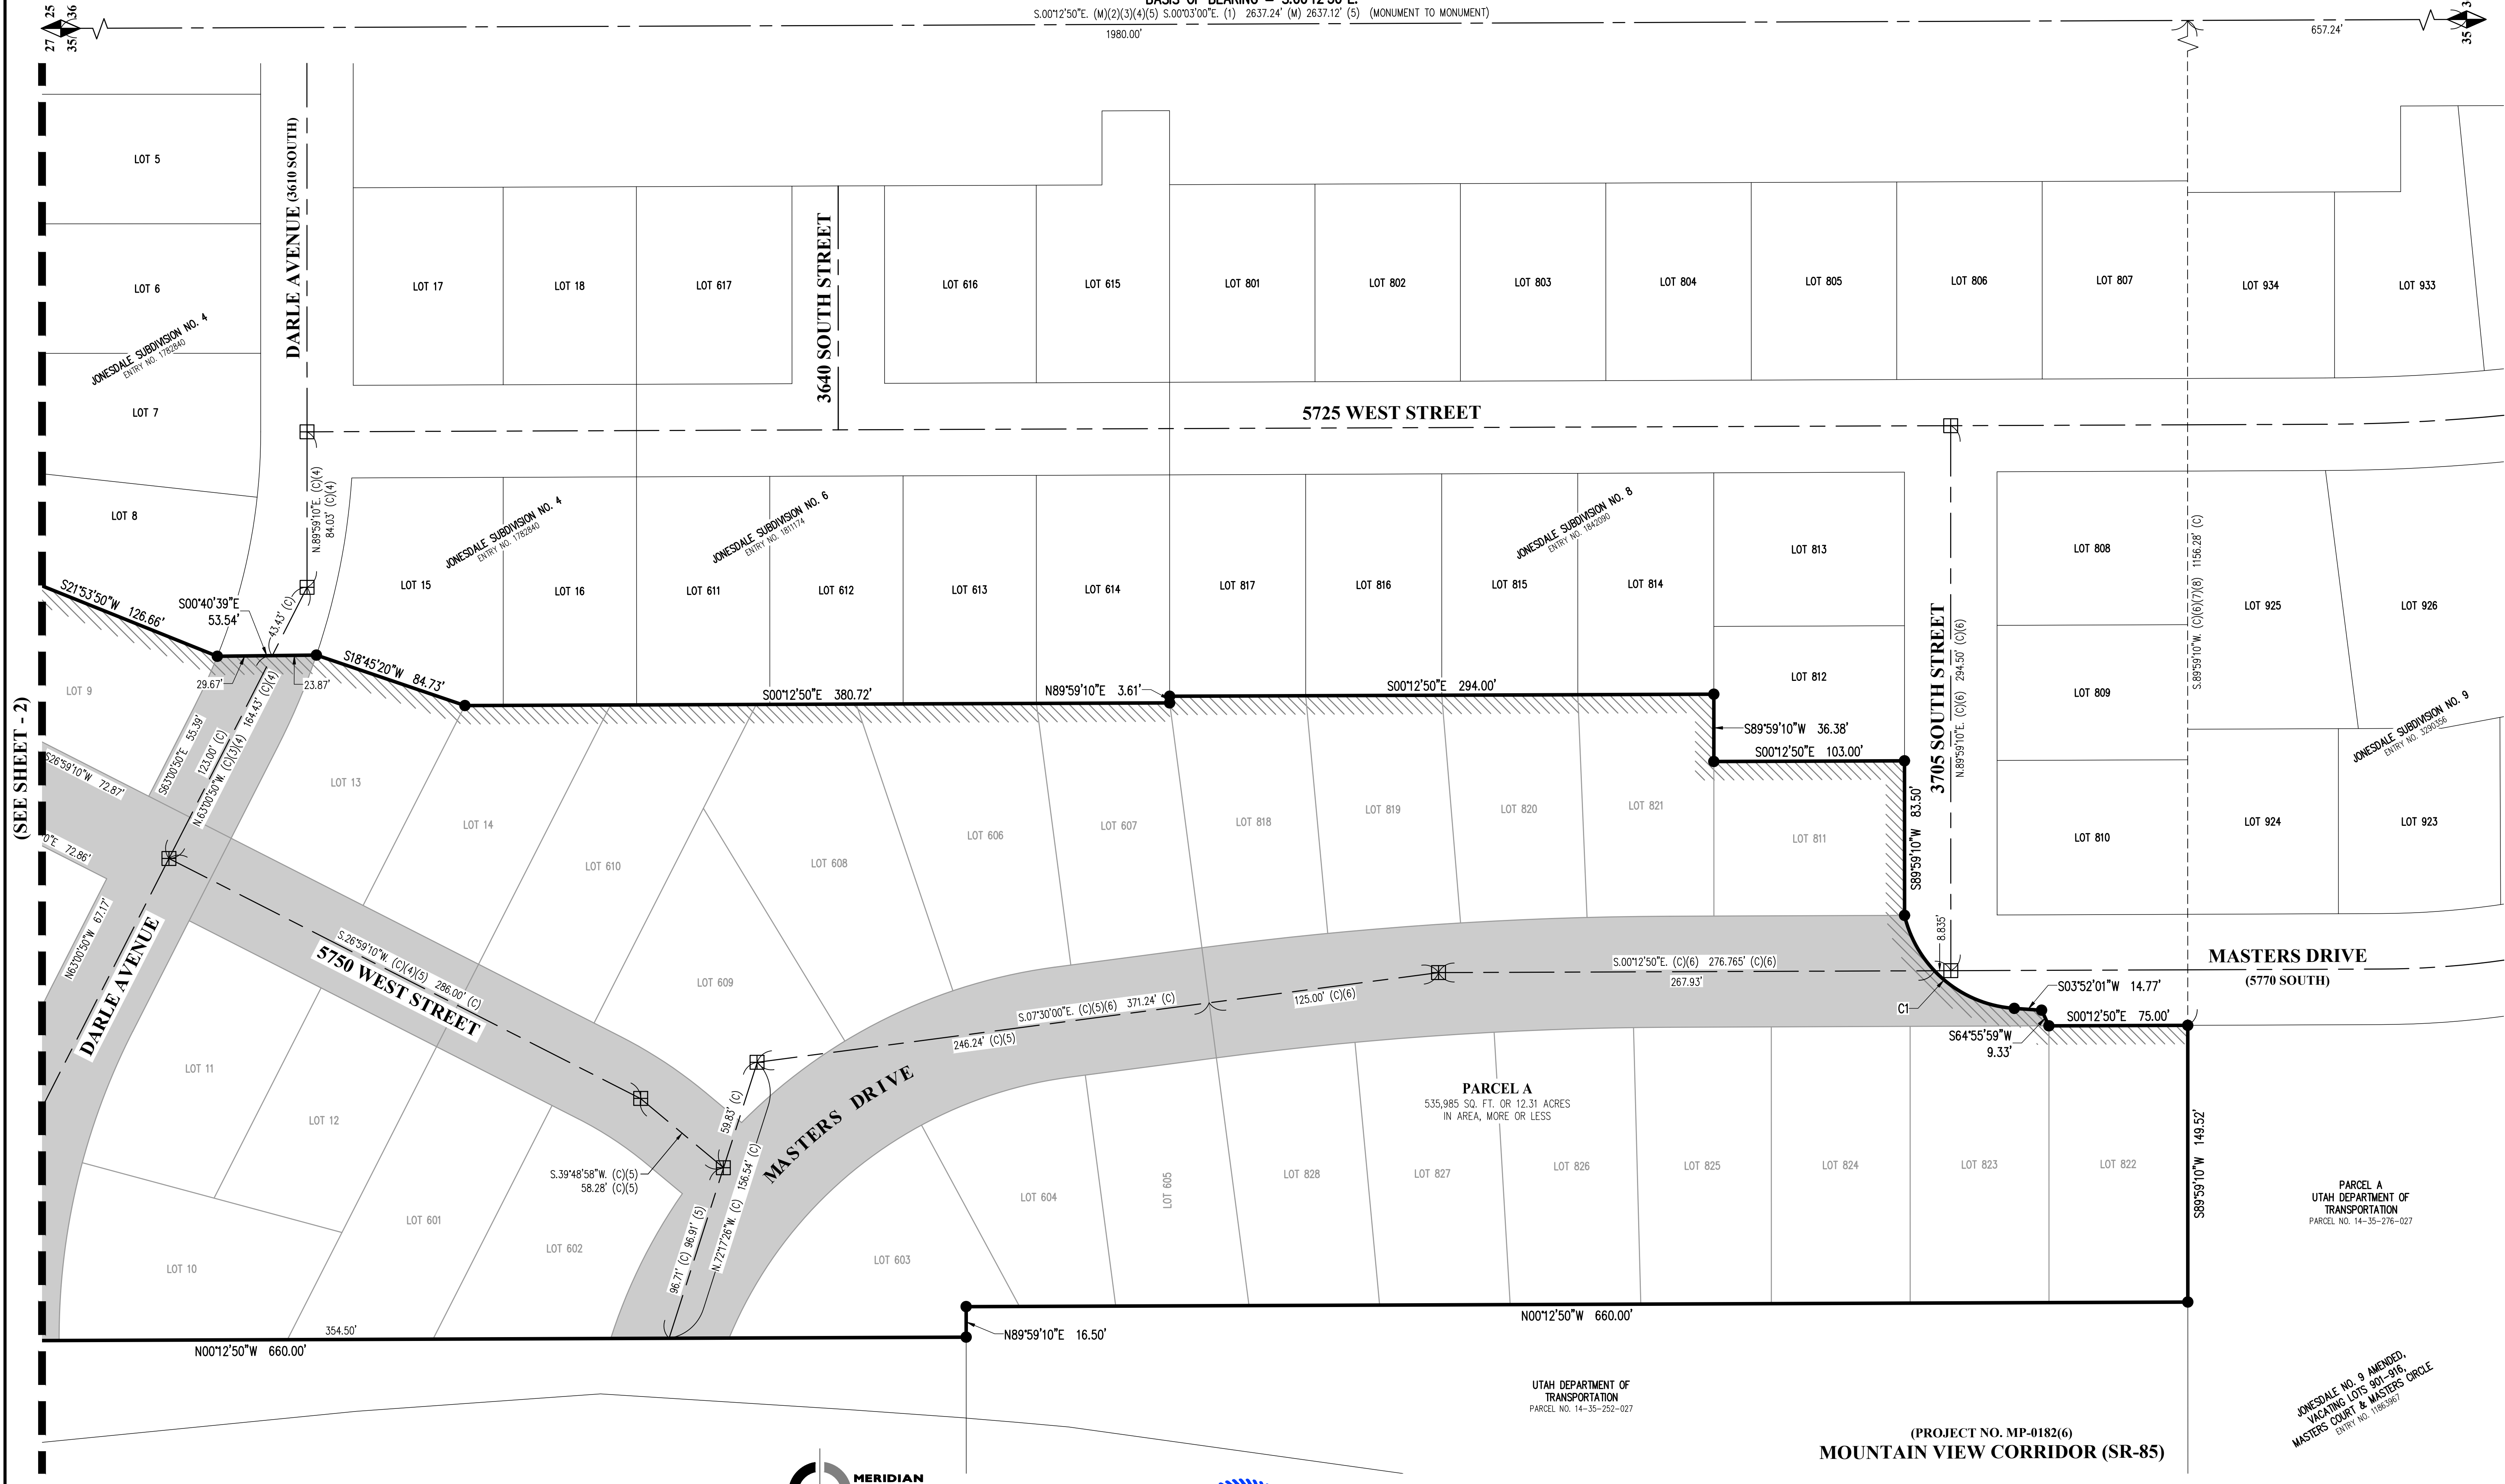 BASIS OF BEARING = S.00°12'50"E.
S.00°12'50"E. (M)(2)(3)(4)(5) S.00°03'00"E. (1) 2637.24' (M) 2637.12' (5) (MONUMENT TO MONUMENT)
1980.00'
657.24'
25
36
27
35
35
LOT 5
LOT 6
JONESDALE SUBDIVISION NO. 4
ENTRY NO. 1782840
LOT 7
LOT 8
DARLE AVENUE (3610 SOUTH)
LOT 17
LOT 18
LOT 617
3640 SOUTH STREET
LOT 616
LOT 615
LOT 801
LOT 802
LOT 803
LOT 804
LOT 805
LOT 806
LOT 807
LOT 934
LOT 933
5725 WEST STREET
N.89°59'10"E. (C)(4)
84.03' (C)(4)
43.43' (C)
LOT 15
JONESDALE SUBDIVISION NO. 4
ENTRY NO. 1782840
LOT 16
LOT 611
JONESDALE SUBDIVISION NO. 6
ENTRY NO. 1811174
LOT 612
LOT 613
LOT 614
LOT 817
LOT 816
JONESDALE SUBDIVISION NO. 8
ENTRY NO. 1842090
LOT 815
LOT 814
LOT 813
LOT 812
3705 SOUTH STREET
N.89°59'10"E. (C)(6) 294.50' (C)(6)
LOT 808
LOT 809
LOT 810
S.89°59'10"W. (C)(6)(7)(8) 1156.28' (C)
LOT 925
LOT 926
JONESDALE SUBDIVISION NO. 9
ENTRY NO. 3290356
LOT 924
LOT 923
(SEE SHEET - 2)
S21°53'50"W 126.66'
S00°40'39"E
53.54'
29.67'
23.87'
S18°45'20"W 84.73'
S00°12'50"E 380.72'
N89°59'10"E 3.61'
S00°12'50"E 294.00'
S89°59'10"W 36.38'
S00°12'50"E 103.00'
S89°59'10"W 83.50'
8.835'
LOT 9
S26°59'10"W 72.87'
0"E 72.86'
S63°00'50"E 55.39'
123.00' (C)
N.63°00'50"W. (C)(3)(4) 164.43' (C)(4)
N63°00'50"W 67.17'
DARLE AVENUE
LOT 13
LOT 14
LOT 610
LOT 609
LOT 608
LOT 606
LOT 607
LOT 818
LOT 819
LOT 820
LOT 821
LOT 811
S.26°59'10"W. (C)(4)(5) 286.00' (C)
5750 WEST STREET
S.07°30'00"E. (C)(5)(6) 371.24' (C)
246.24' (C)(5)
125.00' (C)(6)
S.00°12'50"E. (C)(6) 276.765' (C)(6)
267.93'
C1
MASTERS DRIVE
(5770 SOUTH)
S03°52'01"W 14.77'
S00°12'50"E 75.00'
S64°55'59"W
9.33'
LOT 11
LOT 12
LOT 10
LOT 601
LOT 602
S.39°48'58"W. (C)(5)
58.28' (C)(5)
59.83' (C)
96.71' (C) 96.91' (5)
N.72°17'26"W. (C) 156.54' (C)
MASTERS DRIVE
LOT 603
LOT 604
LOT 605
PARCEL A
535,985 SQ. FT. OR 12.31 ACRES
IN AREA, MORE OR LESS
LOT 828
LOT 827
LOT 826
LOT 825
LOT 824
LOT 823
LOT 822
S89°59'10"W 149.52'
PARCEL A
UTAH DEPARTMENT OF
TRANSPORTATION
PARCEL NO. 14-35-276-027
354.50'
N00°12'50"W 660.00'
N89°59'10"E 16.50'
N00°12'50"W 660.00'
UTAH DEPARTMENT OF
TRANSPORTATION
PARCEL NO. 14-35-252-027
JONESDALE NO. 9 AMENDED,
VACATING LOTS 901-916,
MASTERS COURT & MASTERS CIRCLE
ENTRY NO. 11863967
(PROJECT NO. MP-0182(6)
MOUNTAIN VIEW CORRIDOR (SR-85)
MERIDIAN